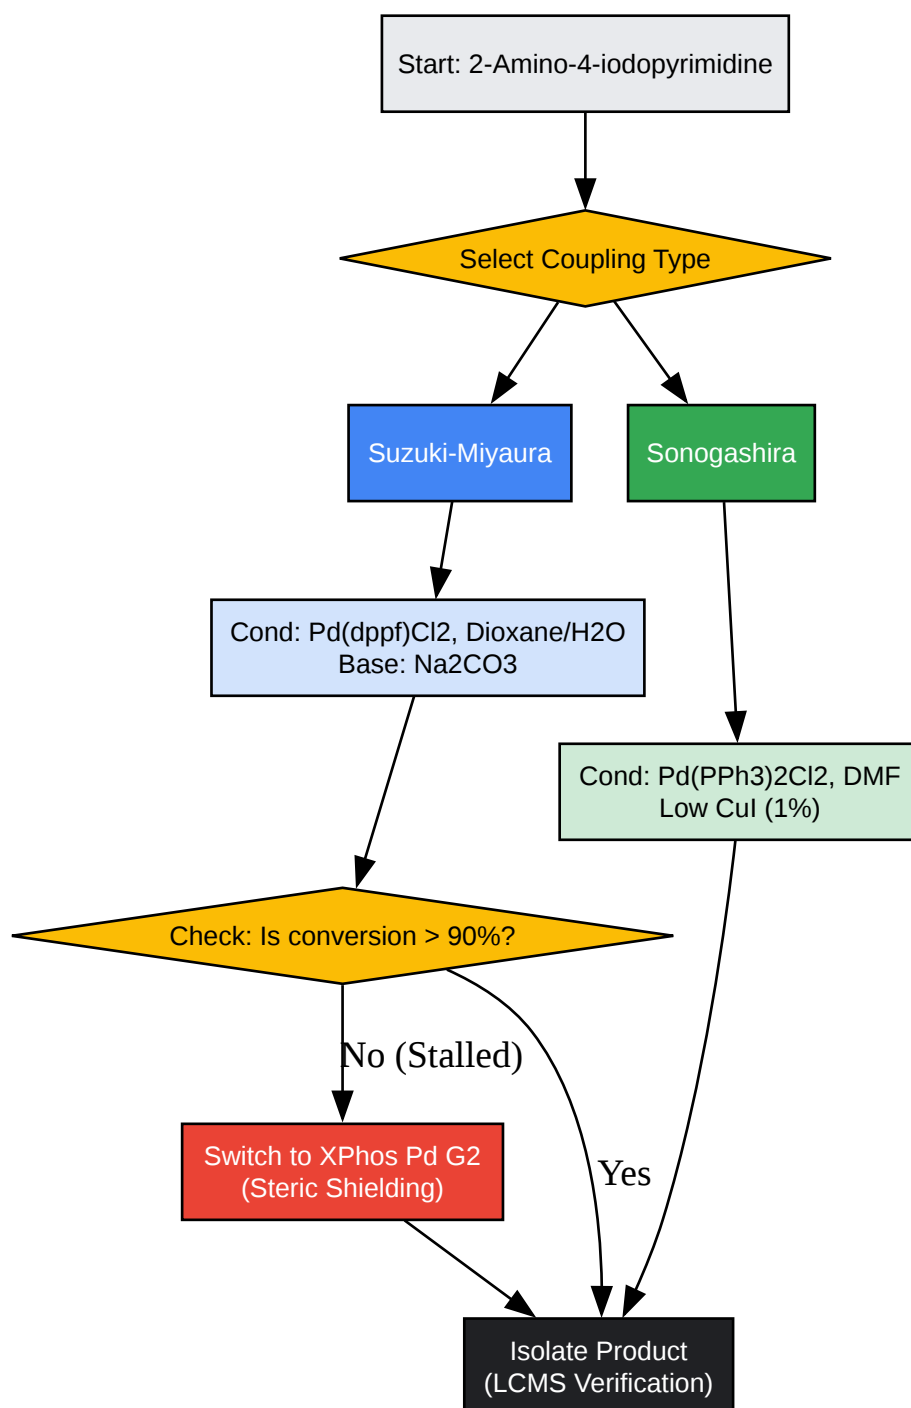 Start: 2-Amino-4-iodopyrimidine
Select Coupling Type
Suzuki-Miyaura
Sonogashira
Cond: Pd(dppf)Cl2, Dioxane/H2O
Base: Na2CO3
Cond: Pd(PPh3)2Cl2, DMF
Low CuI (1%)
Check: Is conversion > 90%?
No (Stalled)
Switch to XPhos Pd G2
(Steric Shielding)
Yes
Isolate Product
(LCMS Verification)